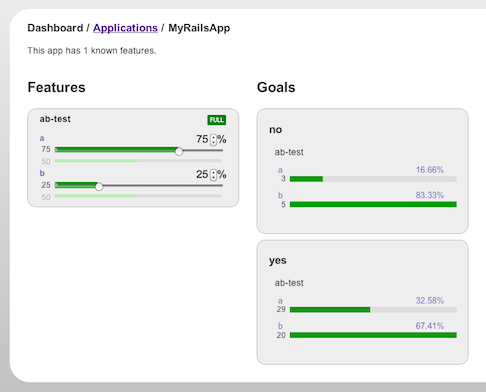 Dashboard / Applications / MyRailsApp
This app has 1 known features.
Features
ab-test FULL
a 75 %
75
50
b 25 %
25
50
Goals
no
ab-test
a 16.66%
3
b 83.33%
5
yes
ab-test
a 32.58%
29
b 67.41%
20